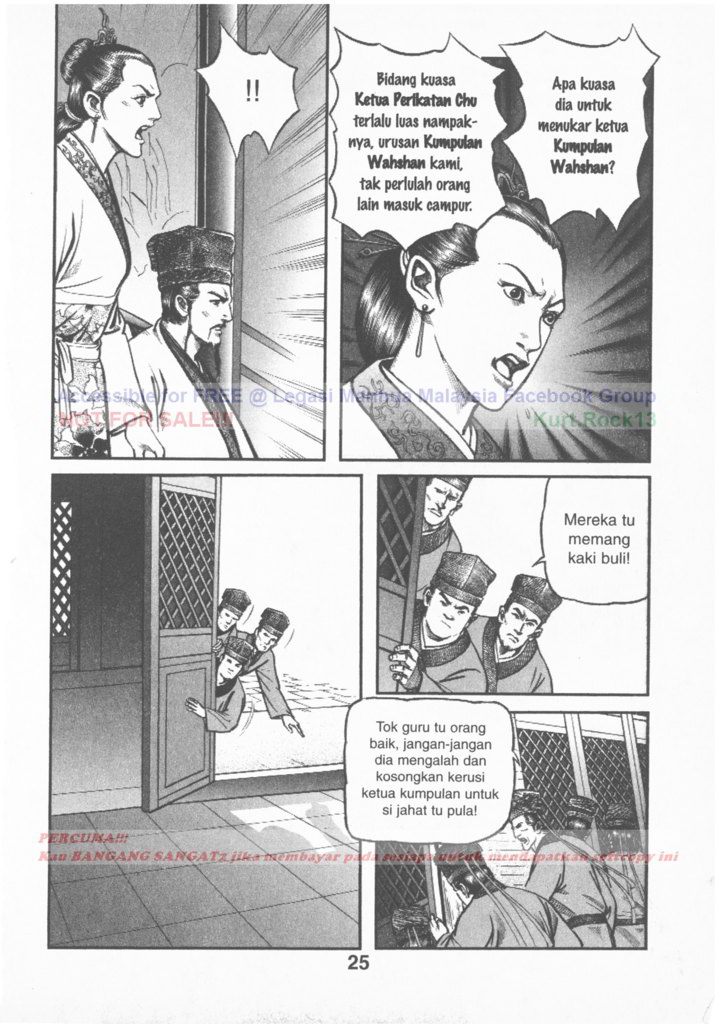 !!
Bidang kuasa
Ketua Perikatan Chu
terlalu luas nampak-
nya, urusan Kumpulan
Wahshan kami,
tak perlulah orang
lain masuk campur.
Apa kuasa
dia untuk
menukar ketua
Kumpulan
Wahshan?
Accessible for FREE @ Legasi Manhua Malaysia Facebook Group
NOT FOR SALE!!!
Kurt.Rock13
Mereka tu
memang
kaki buli!
Tok guru tu orang
baik, jangan-jangan
dia mengalah dan
kosongkan kerusi
ketua kumpulan untuk
si jahat tu pula!
PERCUMA!!!
Kau BANGANG SANGAT2 jika membayar pada sesiapa untuk mendapatkan softcopy ini
25